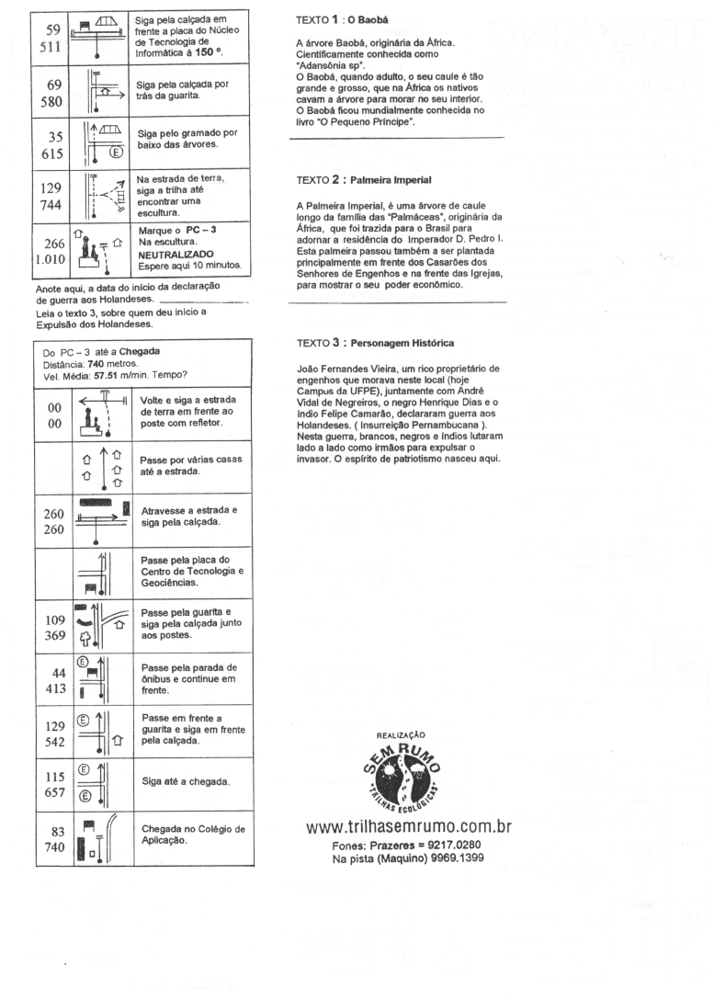 59
511
Siga pela calçada em
frente a placa do Núcleo
de Tecnologia de
Informática à 150 º.
69
580
Siga pela calçada por
trás da guarita.
35
615
E
Siga pelo gramado por
baixo das árvores.
129
744
Na estrada de terra,
siga a trilha até
encontrar uma
escultura.
266
1.010
Marque o PC – 3
Na escultura.
NEUTRALIZADO
Espere aqui 10 minutos.
Anote aqui, a data do início da declaração
de guerra aos Holandeses. _______________
Leia o texto 3, sobre quem deu início a
Expulsão dos Holandeses.
Do PC – 3 até a Chegada
Distância: 740 metros.
Vel. Média: 57.51 m/min. Tempo?
00
00
Volte e siga a estrada
de terra em frente ao
poste com refletor.
Passe por várias casas
até a estrada.
260
260
Atravesse a estrada e
siga pela calçada.
Passe pela placa do
Centro de Tecnologia e
Geociências.
109
369
Passe pela guarita e
siga pela calçada junto
aos postes.
44
413
E
Passe pela parada de
ônibus e continue em
frente.
129
542
E
Passe em frente a
guarita e siga em frente
pela calçada.
115
657
E
E
Siga até a chegada.
83
740
Chegada no Colégio de
Aplicação.
TEXTO 1 : O Baobá
A árvore Baobá, originária da África.
Cientificamente conhecida como
"Adansônia sp".
O Baobá, quando adulto, o seu caule é tão
grande e grosso, que na África os nativos
cavam a árvore para morar no seu interior.
O Baobá ficou mundialmente conhecida no
livro "O Pequeno Príncipe".
TEXTO 2 : Palmeira Imperial
A Palmeira Imperial, é uma árvore de caule
longo da família das "Palmáceas", originária da
África, que foi trazida para o Brasil para
adornar a residência do Imperador D. Pedro I.
Esta palmeira passou também a ser plantada
principalmente em frente dos Casarões dos
Senhores de Engenhos e na frente das Igrejas,
para mostrar o seu poder econômico.
TEXTO 3 : Personagem Histórica
João Fernandes Vieira, um rico proprietário de
engenhos que morava neste local (hoje
Campus da UFPE), juntamente com André
Vidal de Negreiros, o negro Henrique Dias e o
índio Felipe Camarão, declararam guerra aos
Holandeses. ( Insurreição Pernambucana ).
Nesta guerra, brancos, negros e índios lutaram
lado a lado como irmãos para expulsar o
invasor. O espírito de patriotismo nasceu aqui.
REALIZAÇÃO
SEM RUMO
TRILHAS ECOLÓGICAS
www.trilhasemrumo.com.br
Fones: Prazeres = 9217.0280
Na pista (Maquino) 9969.1399